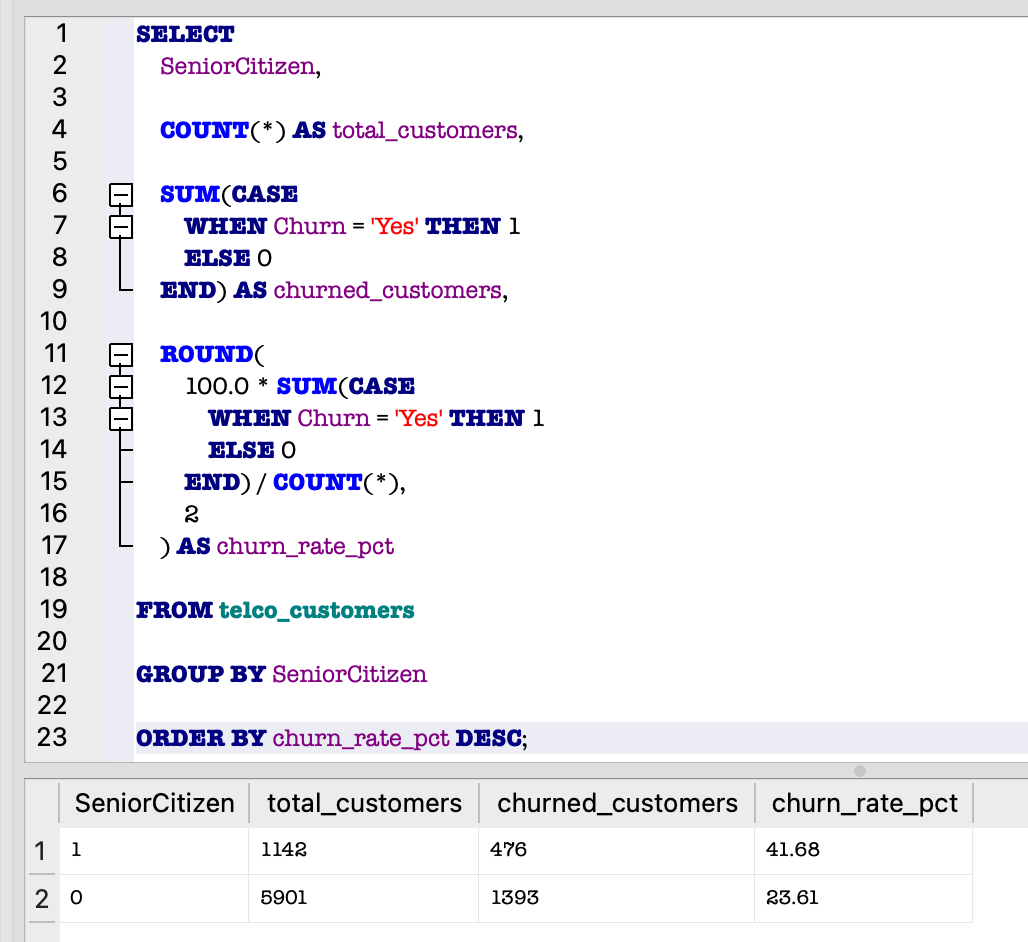 1 SELECT
2 SeniorCitizen,
3
4 COUNT(*) AS total_customers,
5
6 SUM(CASE
7 WHEN Churn = 'Yes' THEN 1
8 ELSE 0
9 END) AS churned_customers,
10
11 ROUND(
12 100.0 * SUM(CASE
13 WHEN Churn = 'Yes' THEN 1
14 ELSE 0
15 END) / COUNT(*),
16 2
17 ) AS churn_rate_pct
18
19 FROM telco_customers
20
21 GROUP BY SeniorCitizen
22
23 ORDER BY churn_rate_pct DESC;
SeniorCitizen total_customers churned_customers churn_rate_pct
1 1 1142 476 41.68
2 0 5901 1393 23.61